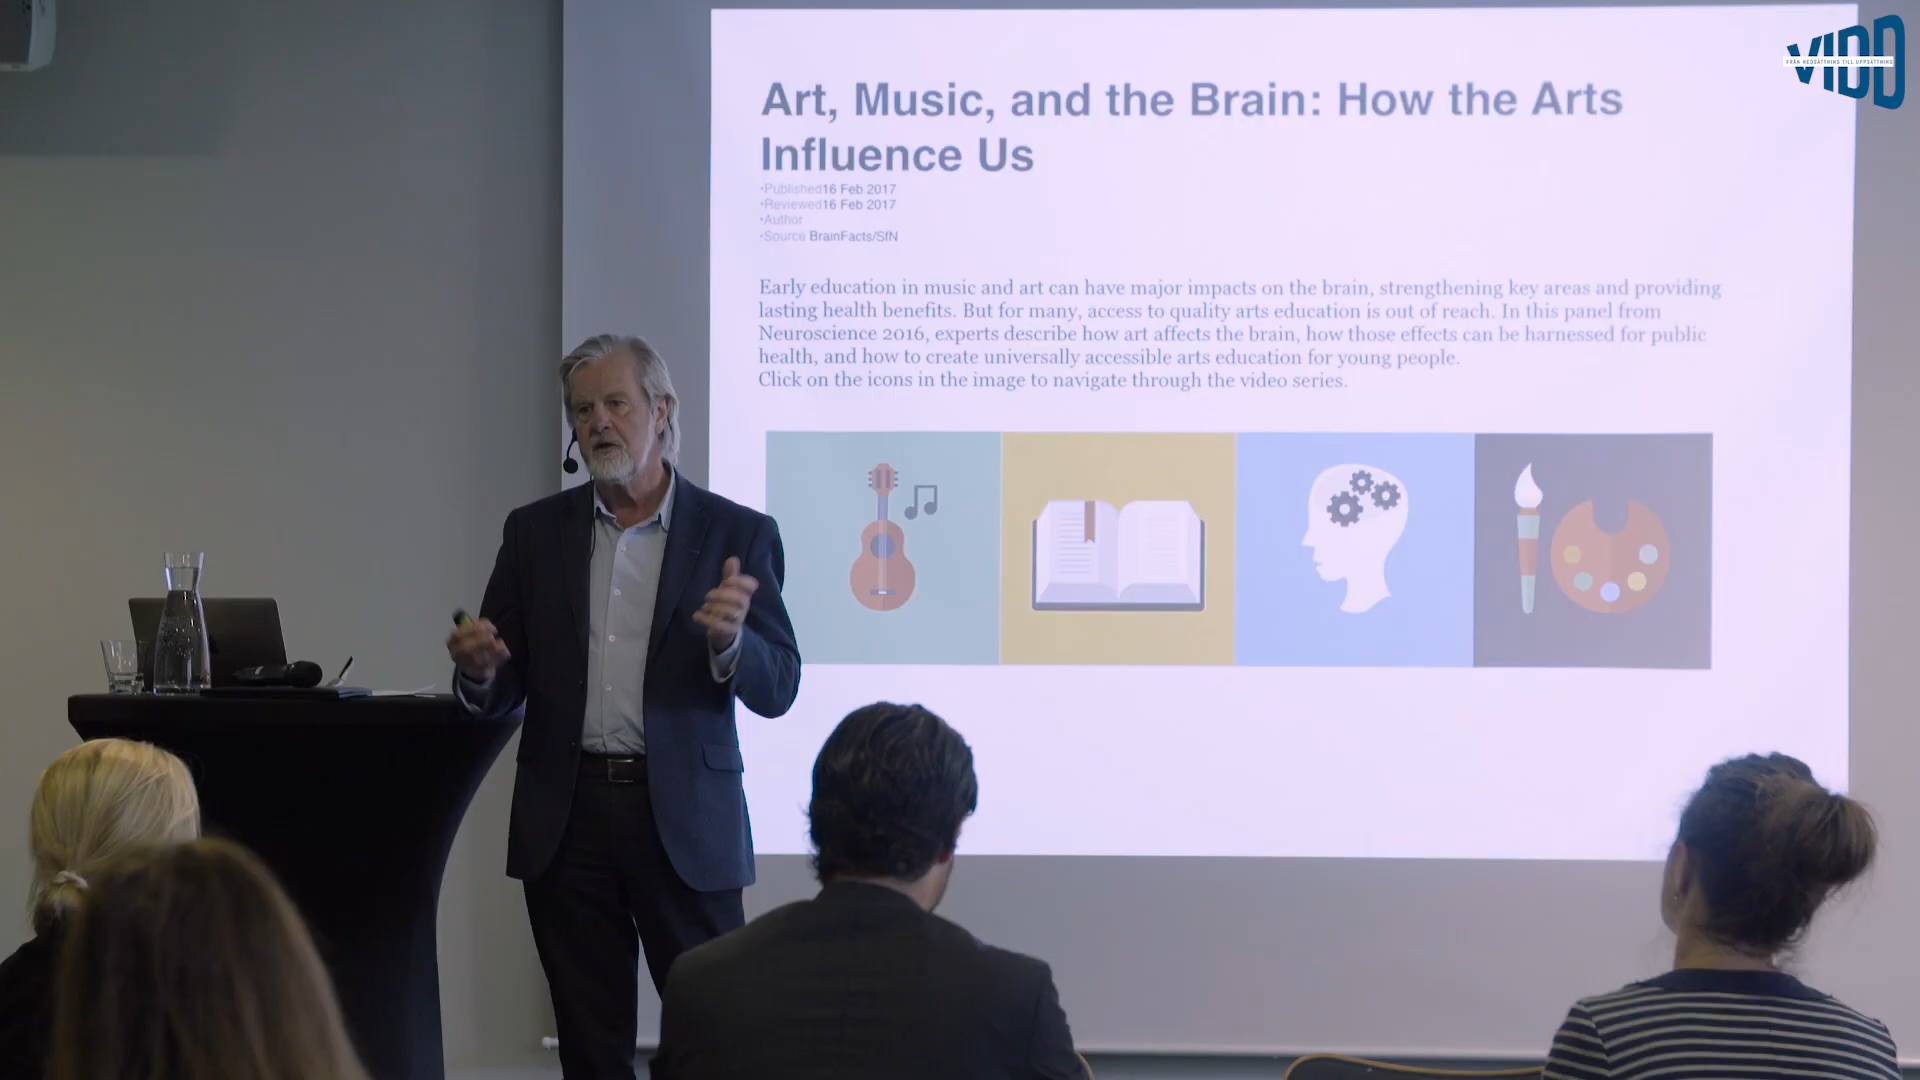 Art, Music, and the Brain: How the Arts
Influence Us
•Published16 Feb 2017
•Reviewed16 Feb 2017
•Author
•Source BrainFacts/SfN
Early education in music and art can have major impacts on the brain, strengthening key areas and providing
lasting health benefits. But for many, access to quality arts education is out of reach. In this panel from
Neuroscience 2016, experts describe how art affects the brain, how those effects can be harnessed for public
health, and how to create universally accessible arts education for young people.
Click on the icons in the image to navigate through the video series.
VIDD
FRÅN NEDSÄTTNING TILL UPPSÄTTNING